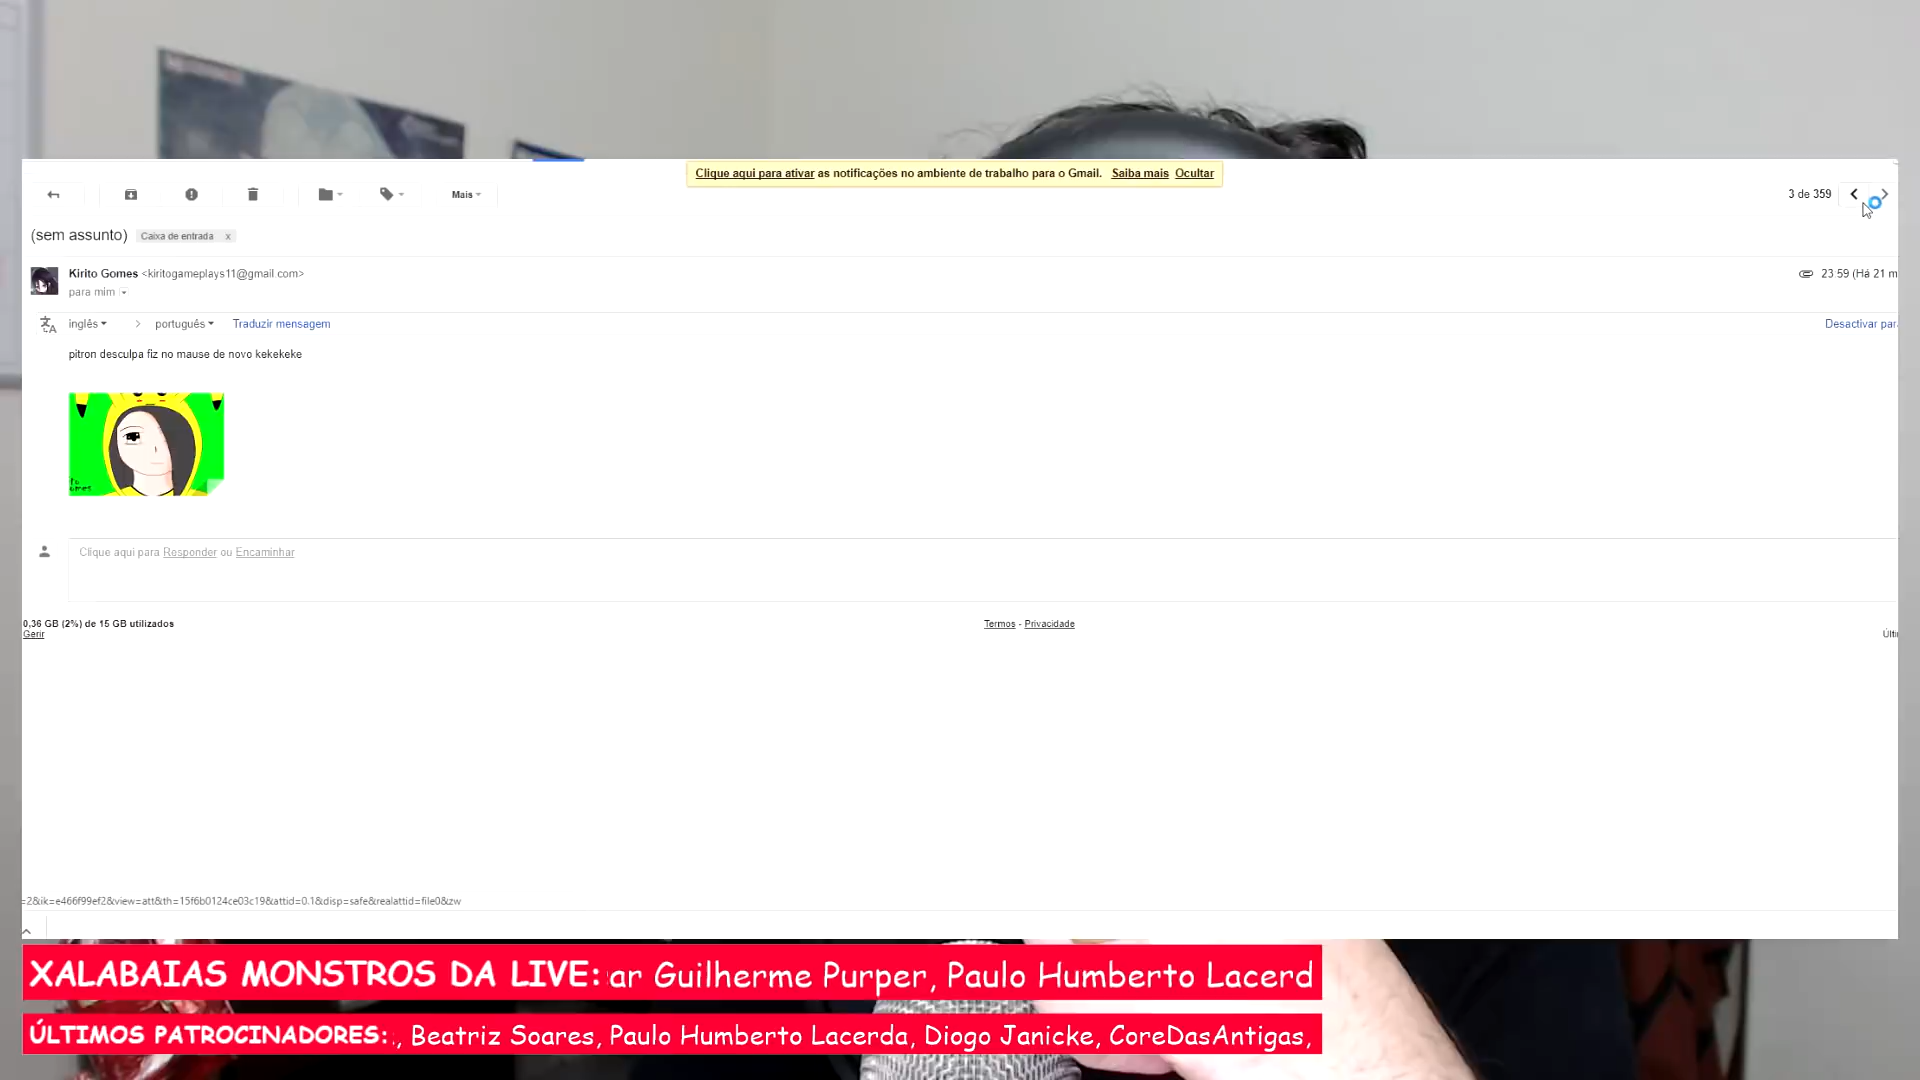 Clique aqui para ativar as notificações no ambiente de trabalho para o Gmail. Saiba mais Ocultar
Mais
3 de 359
(sem assunto) Caixa de entrada x
Kirito Gomes <kiritogameplays11@gmail.com>
23:59 (Há 21 m
para mim
inglês português Traduzir mensagem
Desactivar para
pitron desculpa fiz no mause de novo kekekeke
Clique aqui para Responder ou Encaminhar
0,36 GB (2%) de 15 GB utilizados
Termos - Privacidade
Gerir
Últi
=2&ik=e466f99ef2&view=att&th=15f6b0124ce03c19&attid=0.1&disp=safe&realattid=file0&zw
XALABAIAS MONSTROS DA LIVE: ar Guilherme Purper, Paulo Humberto Lacerd
ÚLTIMOS PATROCINADORES: , Beatriz Soares, Paulo Humberto Lacerda, Diogo Janicke, CoreDasAntigas,